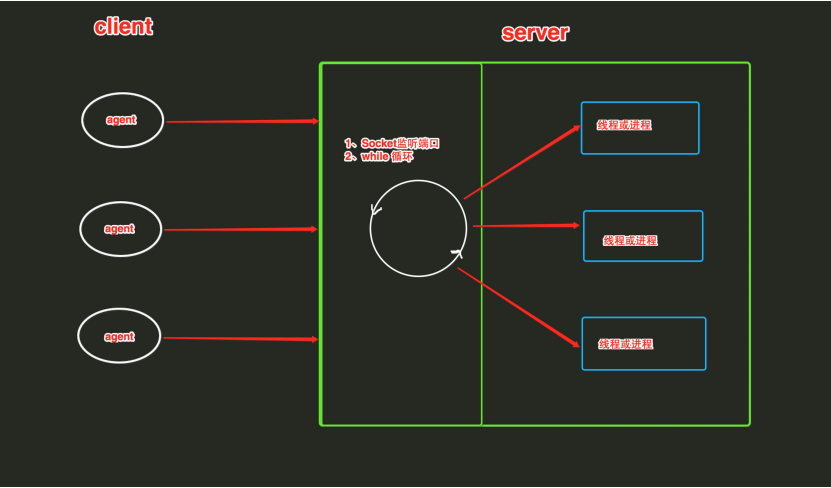 client
server
agent
1、Socket监听端口
2、while 循环
线程或进程
agent
线程或进程
agent
线程或进程